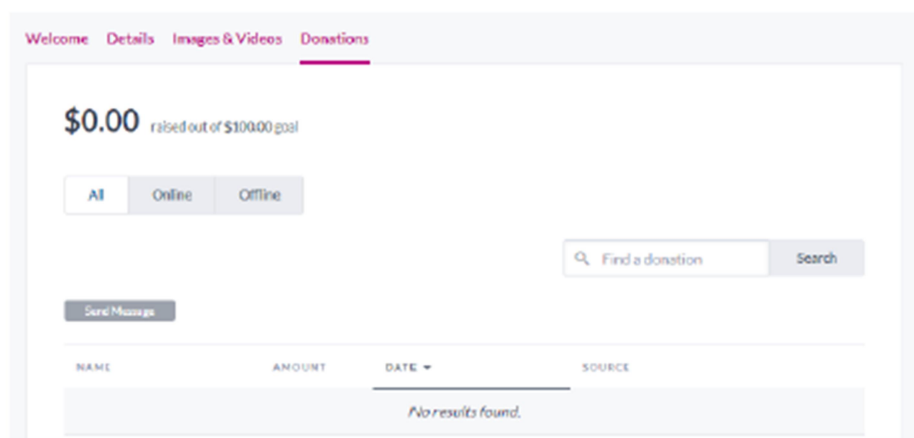 Welcome Details Images & Videos Donations
$0.00 raised out of $100.00 goal
All Online Offline
Find a donation Search
Send Message
NAME AMOUNT DATE SOURCE
No results found.